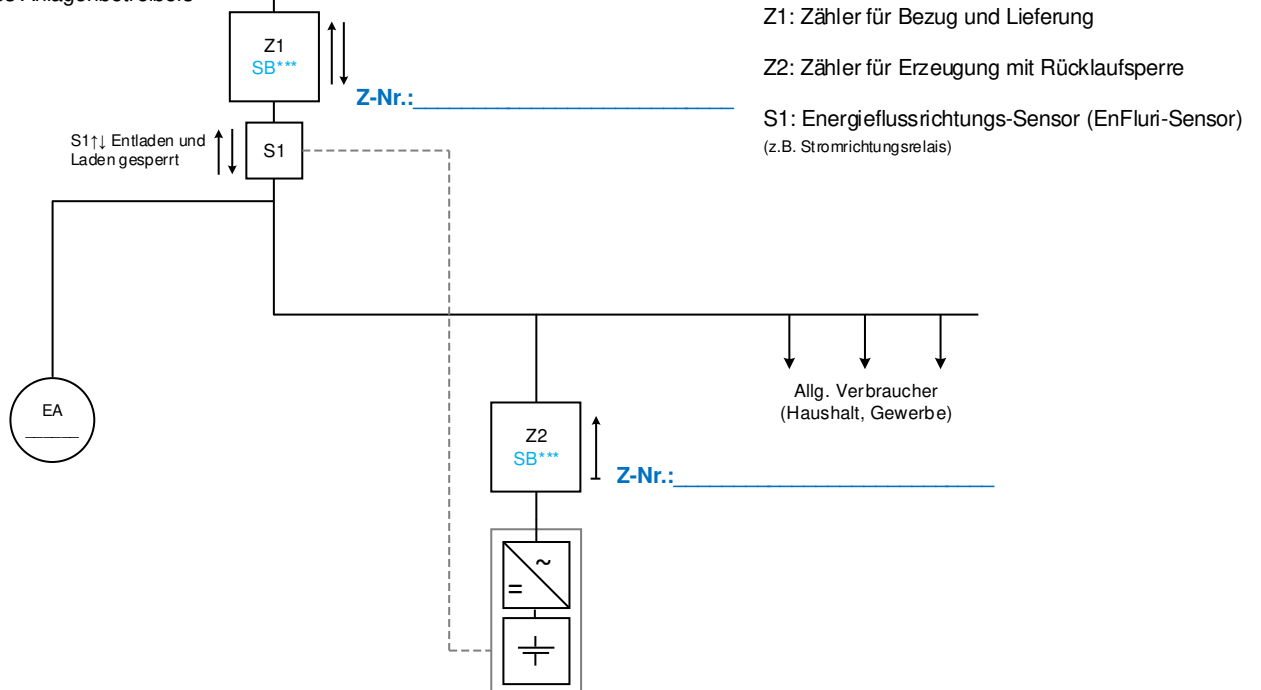 Anlagenbetreibers
Z1: Zähler für Bezug und Lieferung
Z1
SB***
Z2: Zähler für Erzeugung mit Rücklaufsperre
Z-Nr.:
S1: Energieflussrichtungs-Sensor (EnFluri-Sensor)
(z.B. Stromrichtungsrelais)
S1↑↓ Entladen und
Laden gesperrt
S1
Allg. Verbraucher
(Haushalt, Gewerbe)
EA
Z2
SB***
Z-Nr.:
~
=